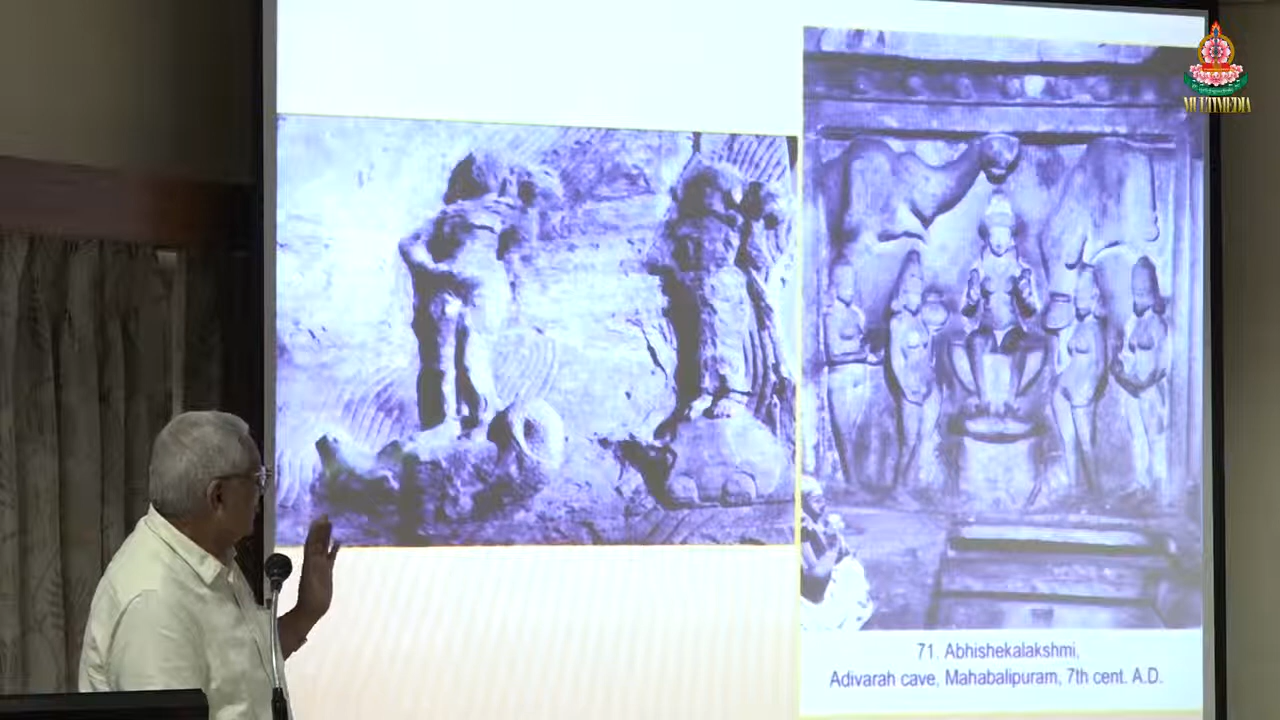 MULTIMEDIA
71. Abhishekalakshmi,
Adivarah cave, Mahabalipuram, 7th cent. A.D.